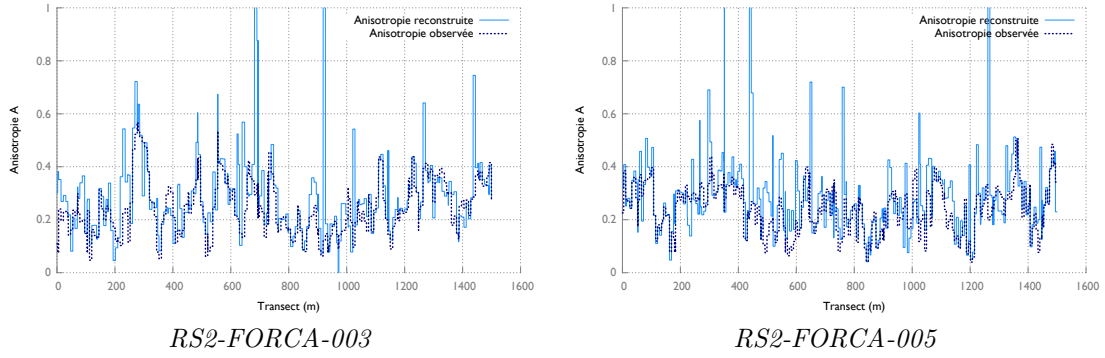 1
0.8
0.6
0.4
0.2
0
0 200 400 600 800 1000 1200 1400 1600
Anisotropie A
Transect (m)
Anisotropie reconstruite
Anisotropie observée
RS2-FORCA-003
1
0.8
0.6
0.4
0.2
0
0 200 400 600 800 1000 1200 1400 1600
Anisotropie A
Transect (m)
Anisotropie reconstruite
Anisotropie observée
RS2-FORCA-005